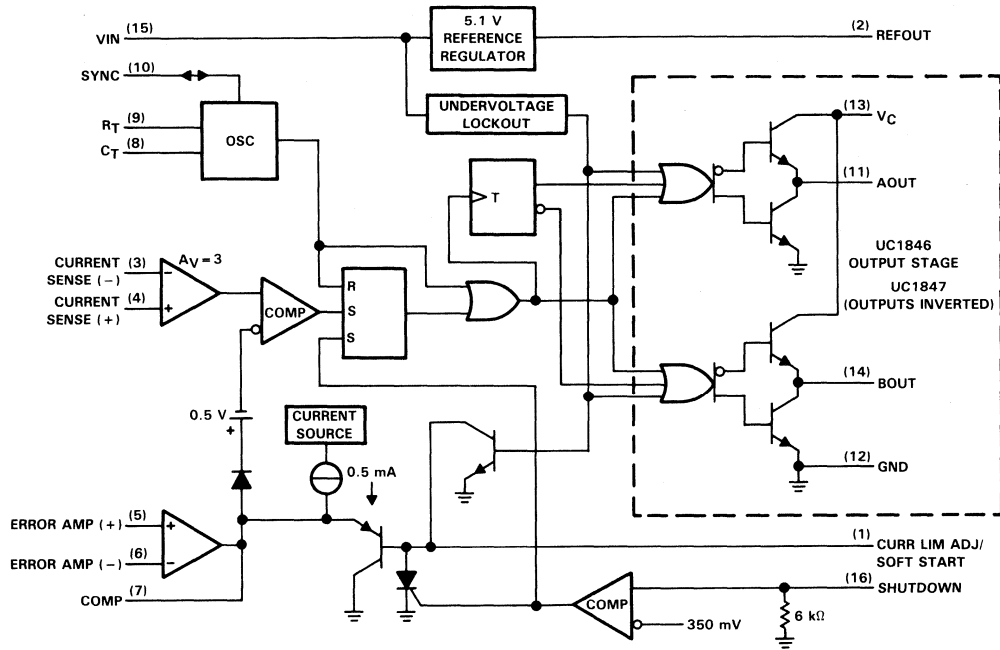 VIN (15)
5.1 V
REFERENCE
REGULATOR
(2) REFOUT
SYNC (10)
UNDERVOLTAGE
LOCKOUT
(13) VC
RT (9)
CT (8)
OSC
T
(11) AOUT
UC1846
OUTPUT STAGE
UC1847
(OUTPUTS INVERTED)
CURRENT (3)
SENSE (−)
AV = 3
−
CURRENT (4)
SENSE (+)
+
COMP
R
S
S
(14) BOUT
0.5 V
+
CURRENT
SOURCE
0.5 mA
(12) GND
ERROR AMP (+) (5)
+
ERROR AMP (−) (6)
−
COMP (7)
(1) CURR LIM ADJ/
SOFT START
(16) SHUTDOWN
COMP
350 mV
6 kΩ